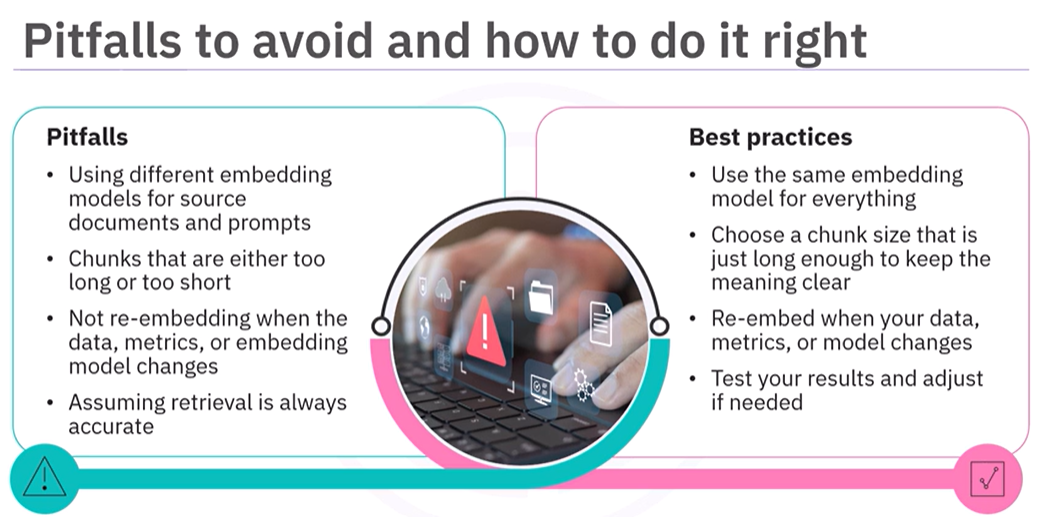 Pitfalls to avoid and how to do it right
Pitfalls
• Using different embedding
models for source
documents and prompts
• Chunks that are either too
long or too short
• Not re-embedding when the
data, metrics, or embedding
model changes
• Assuming retrieval is always
accurate
Best practices
• Use the same embedding
model for everything
• Choose a chunk size that is
just long enough to keep the
meaning clear
• Re-embed when your data,
metrics, or model changes
• Test your results and adjust
if needed